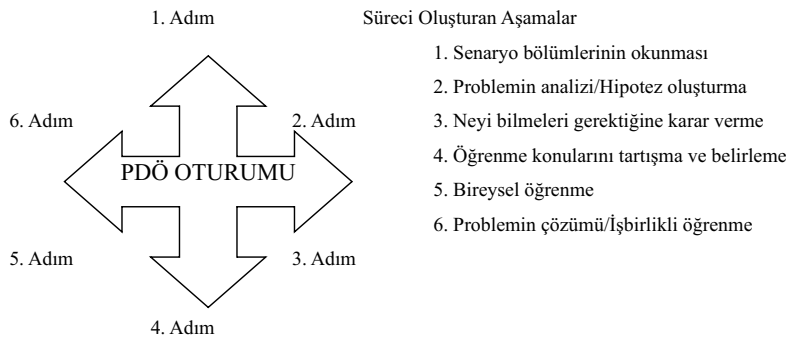 1. Adım
Süreci Oluşturan Aşamalar
1. Senaryo bölümlerinin okunması
2. Problemin analizi/Hipotez oluşturma
6. Adım
2. Adım
3. Neyi bilmeleri gerektiğine karar verme
4. Öğrenme konularını tartışma ve belirleme
PDÖ OTURUMU
5. Bireysel öğrenme
6. Problemin çözümü/İşbirlikli öğrenme
5. Adım
3. Adım
4. Adım